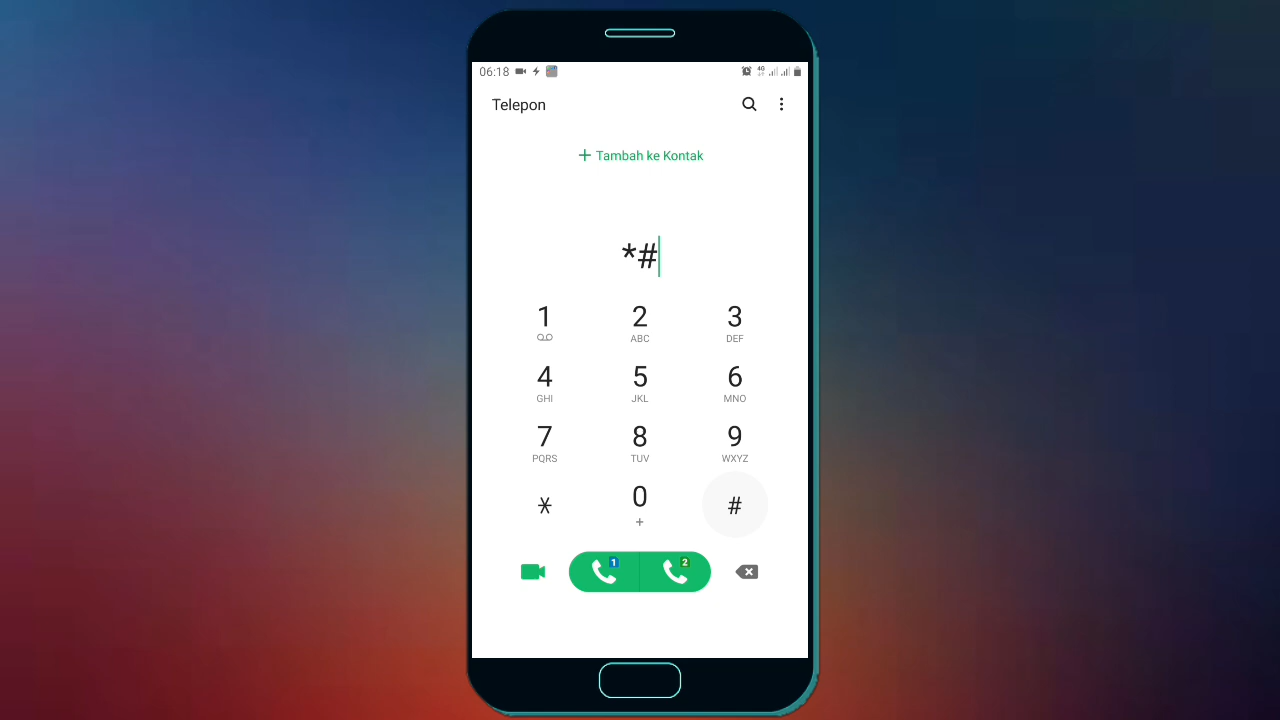 06:18 4G
Telepon
+ Tambah ke Kontak
*#
1 2 3
ABC DEF
4 5 6
GHI JKL MNO
7 8 9
PQRS TUV WXYZ
* 0 #
+
1 2